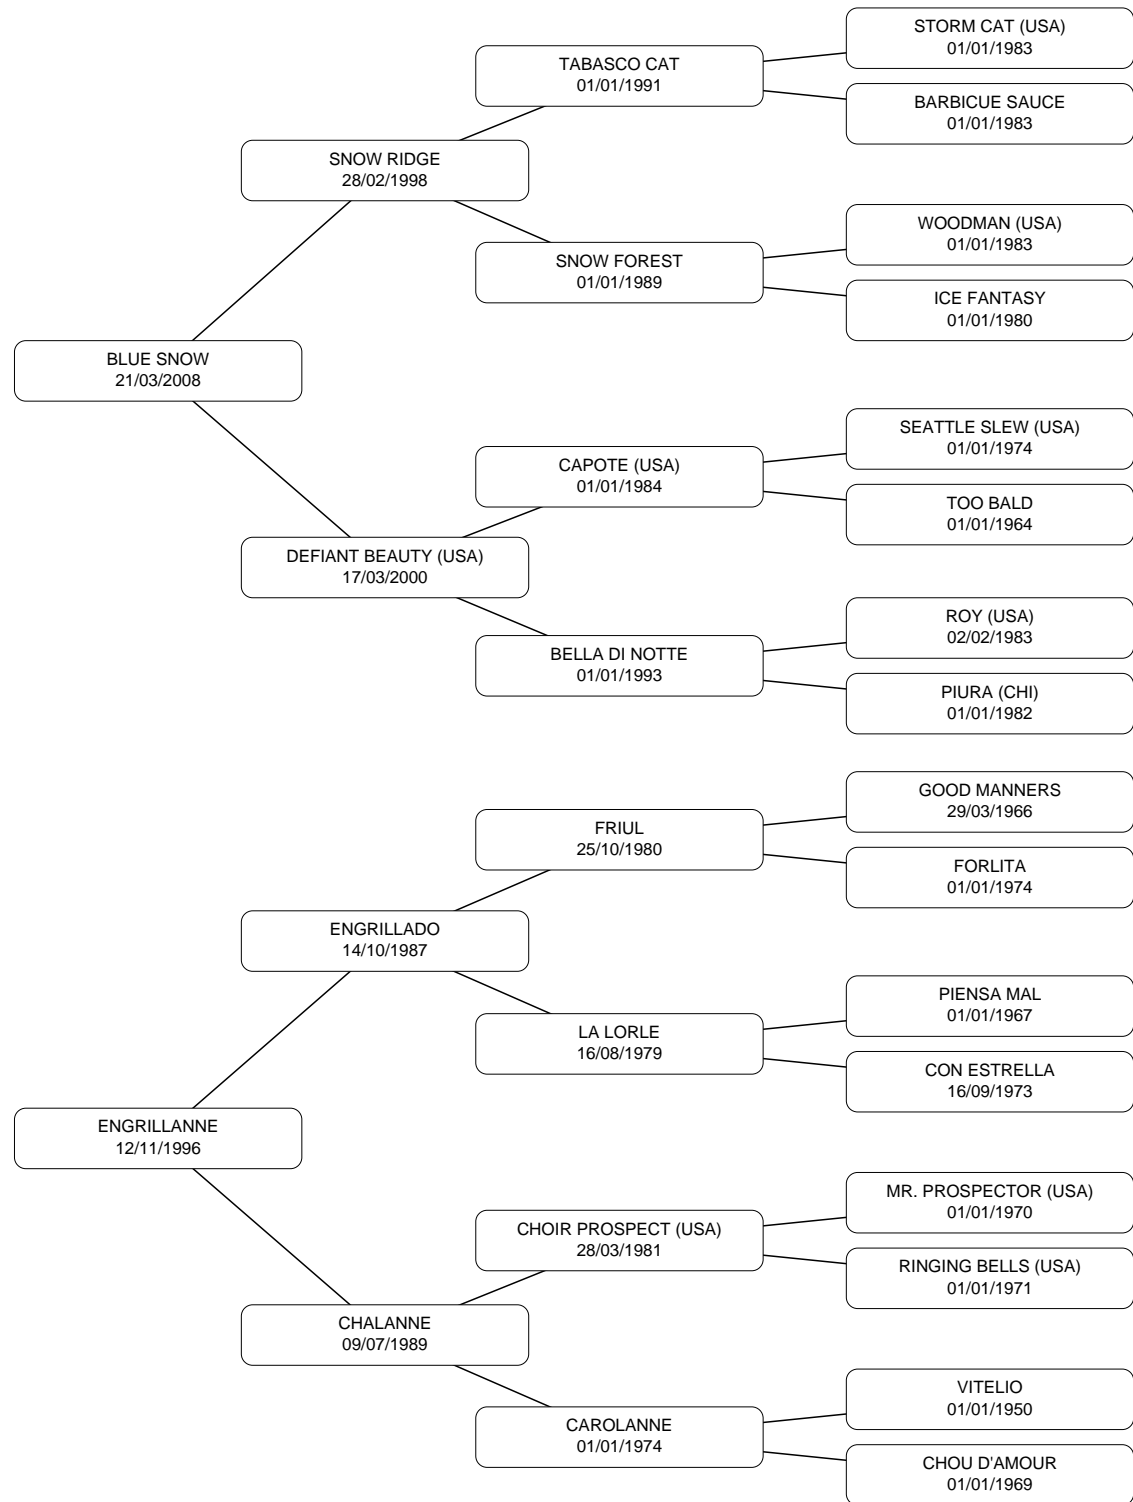 STORM CAT (USA)
01/01/1983
TABASCO CAT
01/01/1991
BARBICUE SAUCE
01/01/1983
SNOW RIDGE
28/02/1998
WOODMAN (USA)
01/01/1983
SNOW FOREST
01/01/1989
ICE FANTASY
01/01/1980
BLUE SNOW
21/03/2008
SEATTLE SLEW (USA)
01/01/1974
CAPOTE (USA)
01/01/1984
TOO BALD
01/01/1964
DEFIANT BEAUTY (USA)
17/03/2000
ROY (USA)
02/02/1983
BELLA DI NOTTE
01/01/1993
PIURA (CHI)
01/01/1982
GOOD MANNERS
29/03/1966
FRIUL
25/10/1980
FORLITA
01/01/1974
ENGRILLADO
14/10/1987
PIENSA MAL
01/01/1967
LA LORLE
16/08/1979
CON ESTRELLA
16/09/1973
ENGRILLANNE
12/11/1996
MR. PROSPECTOR (USA)
01/01/1970
CHOIR PROSPECT (USA)
28/03/1981
RINGING BELLS (USA)
01/01/1971
CHALANNE
09/07/1989
VITELIO
01/01/1950
CAROLANNE
01/01/1974
CHOU D'AMOUR
01/01/1969